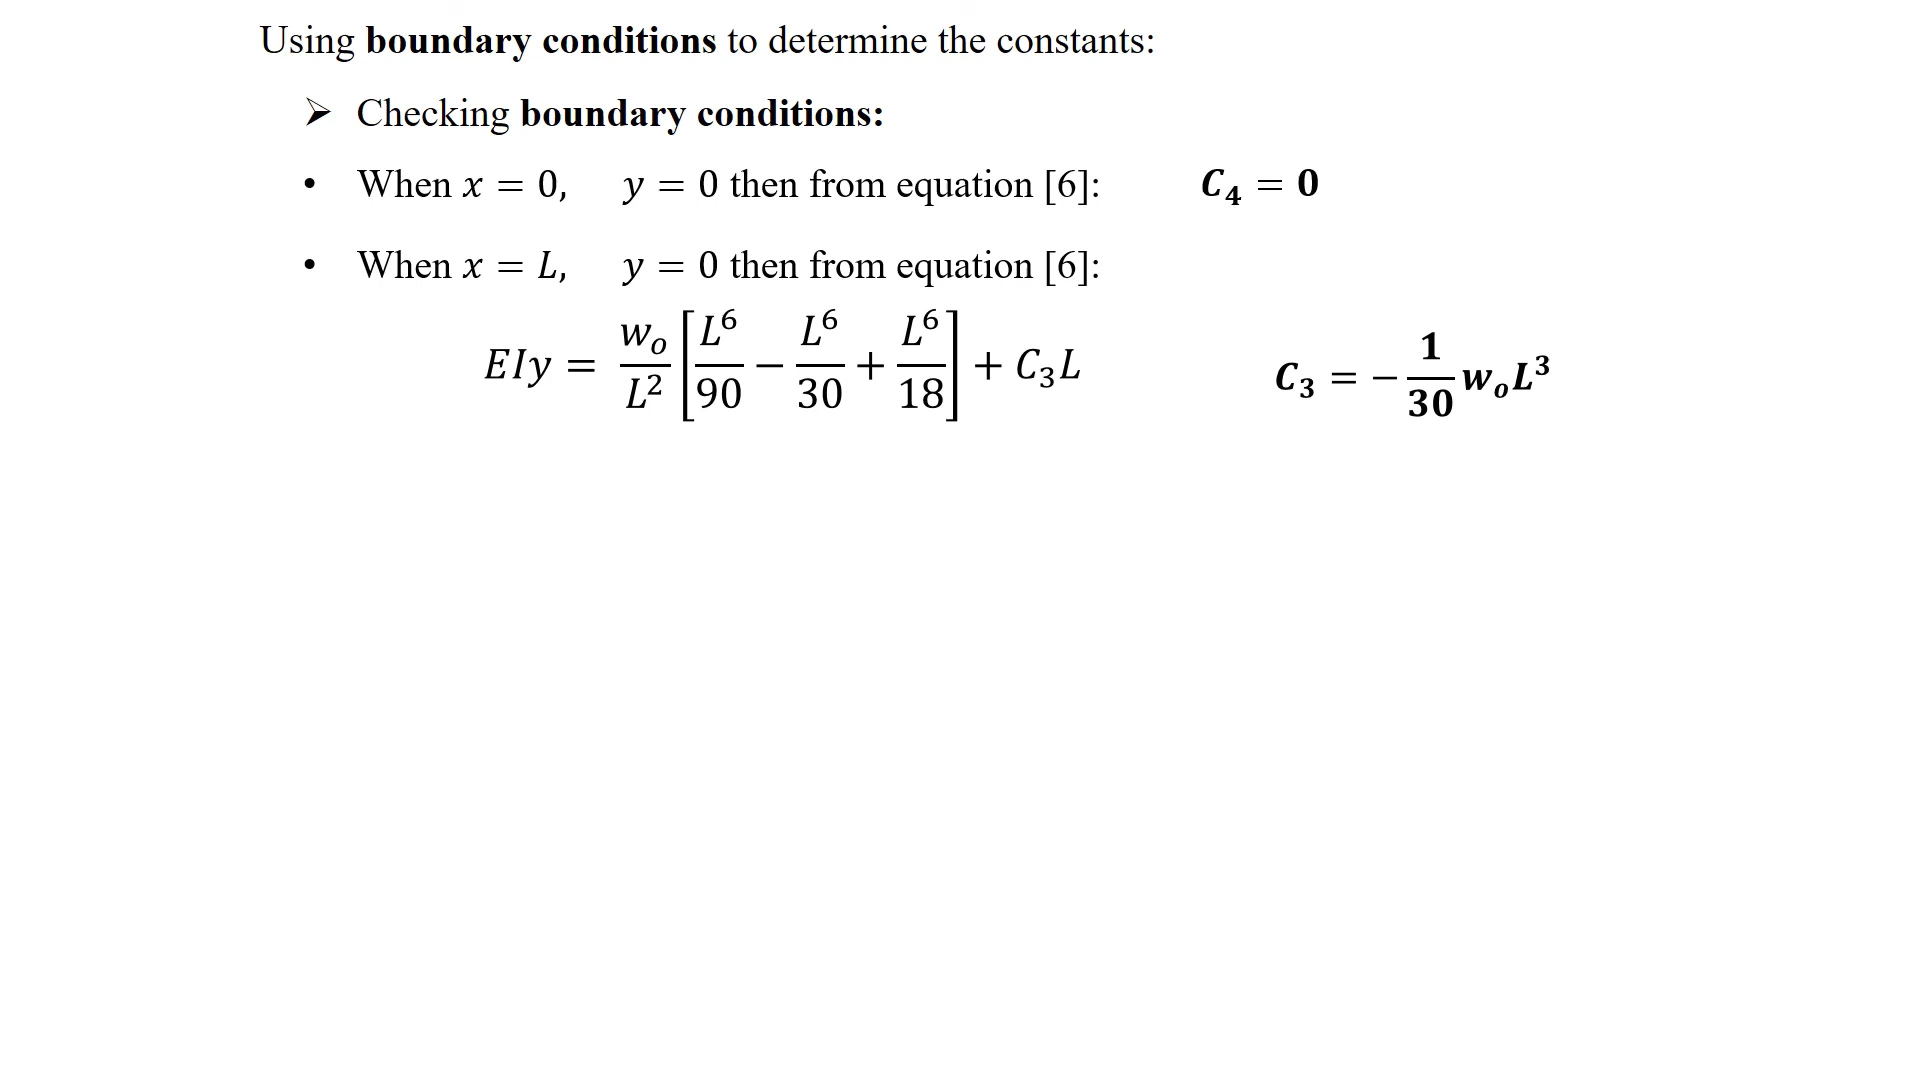 Using boundary conditions to determine the constants:
➢ Checking boundary conditions:
• When x = 0, y = 0 then from equation [6]: C₄ = 0
• When x = L, y = 0 then from equation [6]:
EIy = w₀/L² [L⁶/90 − L⁶/30 + L⁶/18] + C₃L C₃ = −1/30 w₀L³